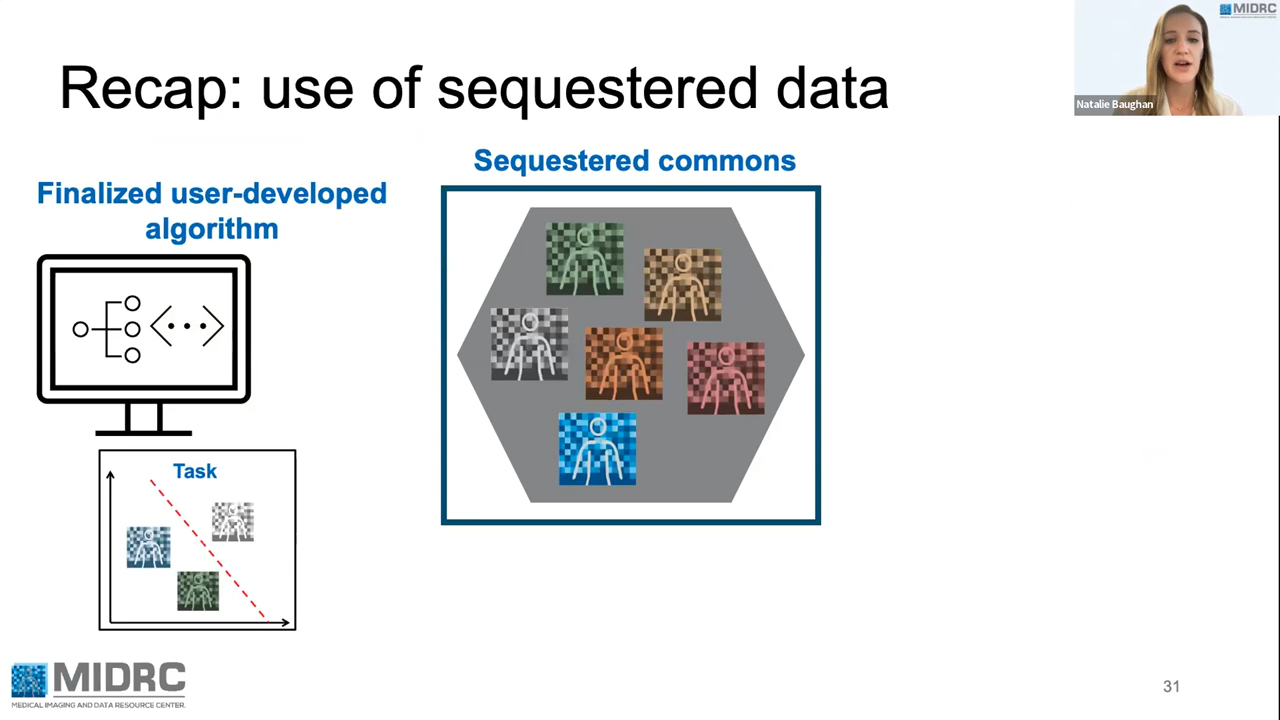 Recap: use of sequestered data
MIDRC
Natalie Baughan
Sequestered commons
Finalized user-developed
algorithm
Task
MIDRC
MEDICAL IMAGING AND DATA RESOURCE CENTER.
31